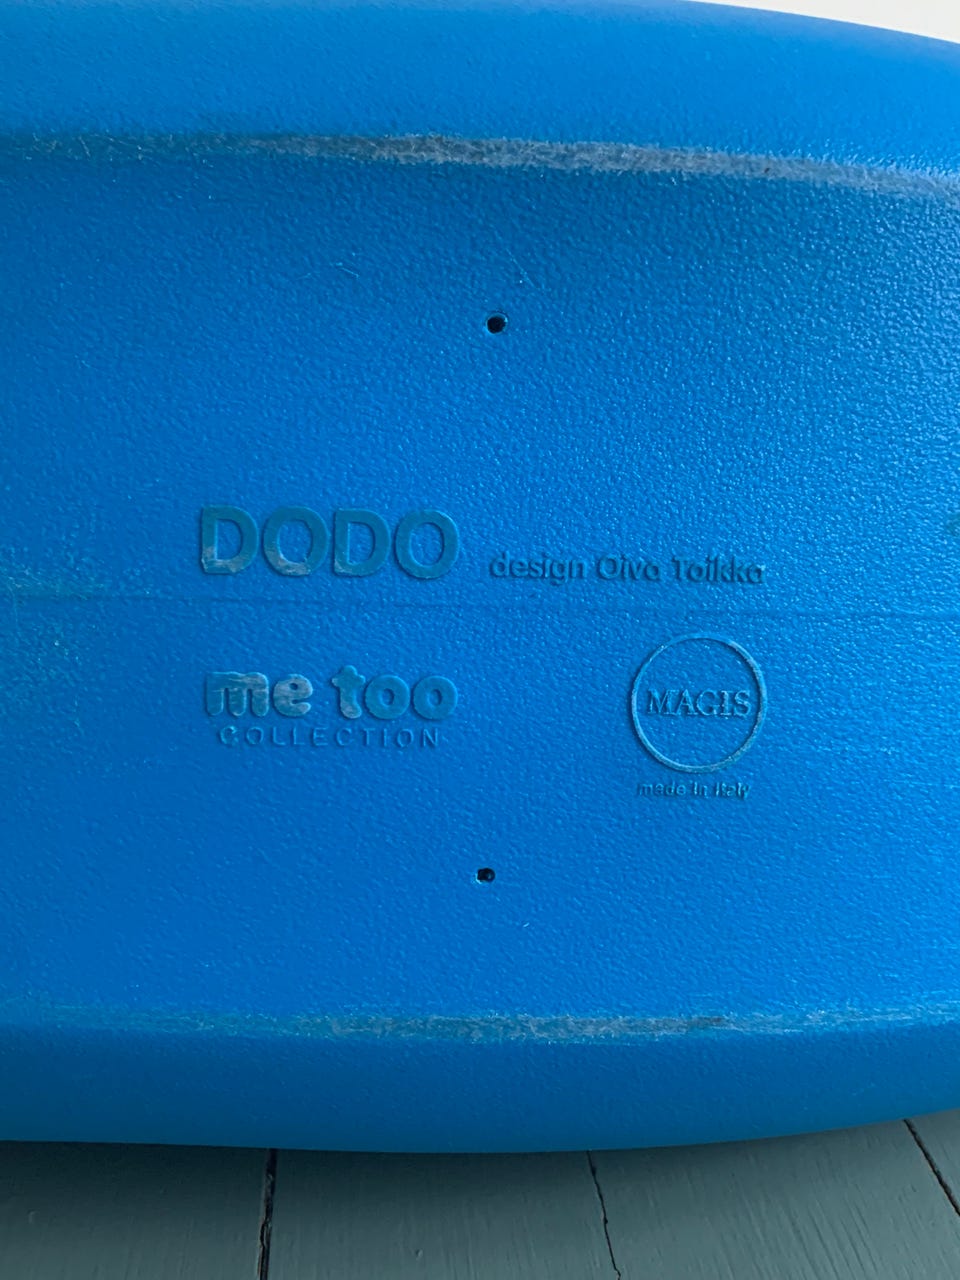 DODO design Oiva Toikka
me too
COLLECTION
MAGIS
made in Italy